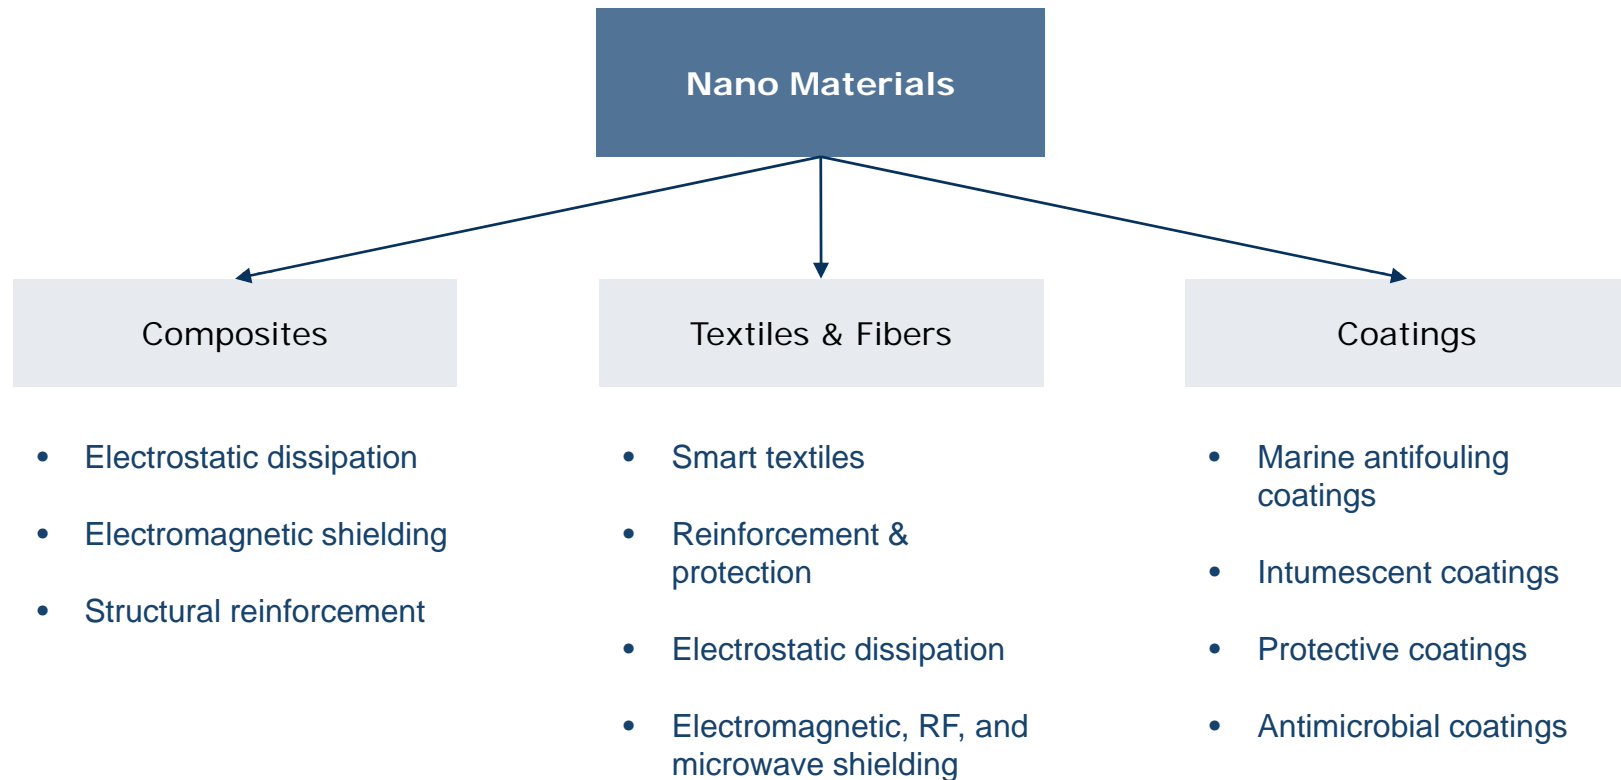 Nano Materials
Composites
Textiles & Fibers
Coatings
• Electrostatic dissipation
• Electromagnetic shielding
• Structural reinforcement
• Smart textiles
• Reinforcement &
protection
• Electrostatic dissipation
• Electromagnetic, RF, and
microwave shielding
• Marine antifouling
coatings
• Intumescent coatings
• Protective coatings
• Antimicrobial coatings